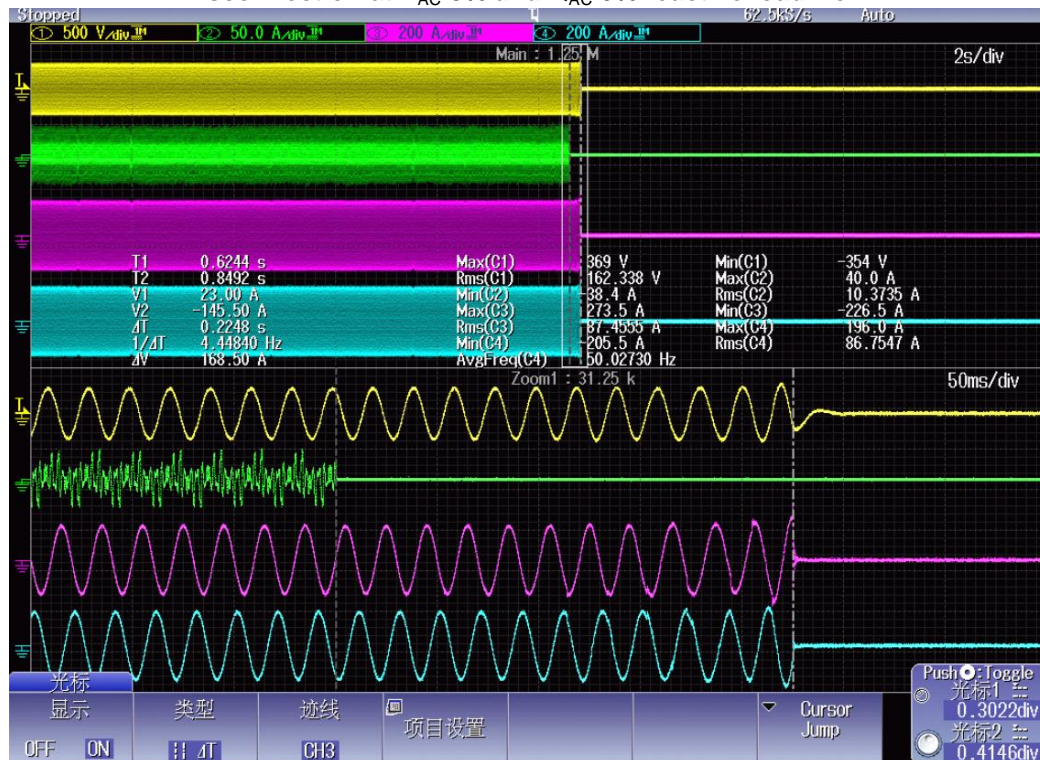 Stopped 62.5kS/s Auto
① 500 V/div ② 50.0 A/div ③ 200 A/div ④ 200 A/div
Main : 1.25 M 2s/div
T1 0.6244 s Max(C1) 369 V Min(C1) -354 V
T2 0.8492 s Rms(C1) 162.338 V Max(C2) 40.0 A
V1 23.00 A Min(C2) -38.4 A Rms(C2) 10.3735 A
V2 -145.50 A Max(C3) 273.5 A Min(C3) -226.5 A
ΔT 0.2248 s Rms(C3) 87.4555 A Max(C4) 196.0 A
1/ΔT 4.44840 Hz Min(C4) -205.5 A Rms(C4) 86.7547 A
ΔV 168.50 A AvgFreq(C4) 50.02730 Hz
Zoom1 : 31.25 k 50ms/div
光标
显示 类型 迹线 项目设置 Cursor Jump
OFF ON ΔT CH3
Push :Toggle
光标1
0.3022div
光标2
0.4146div